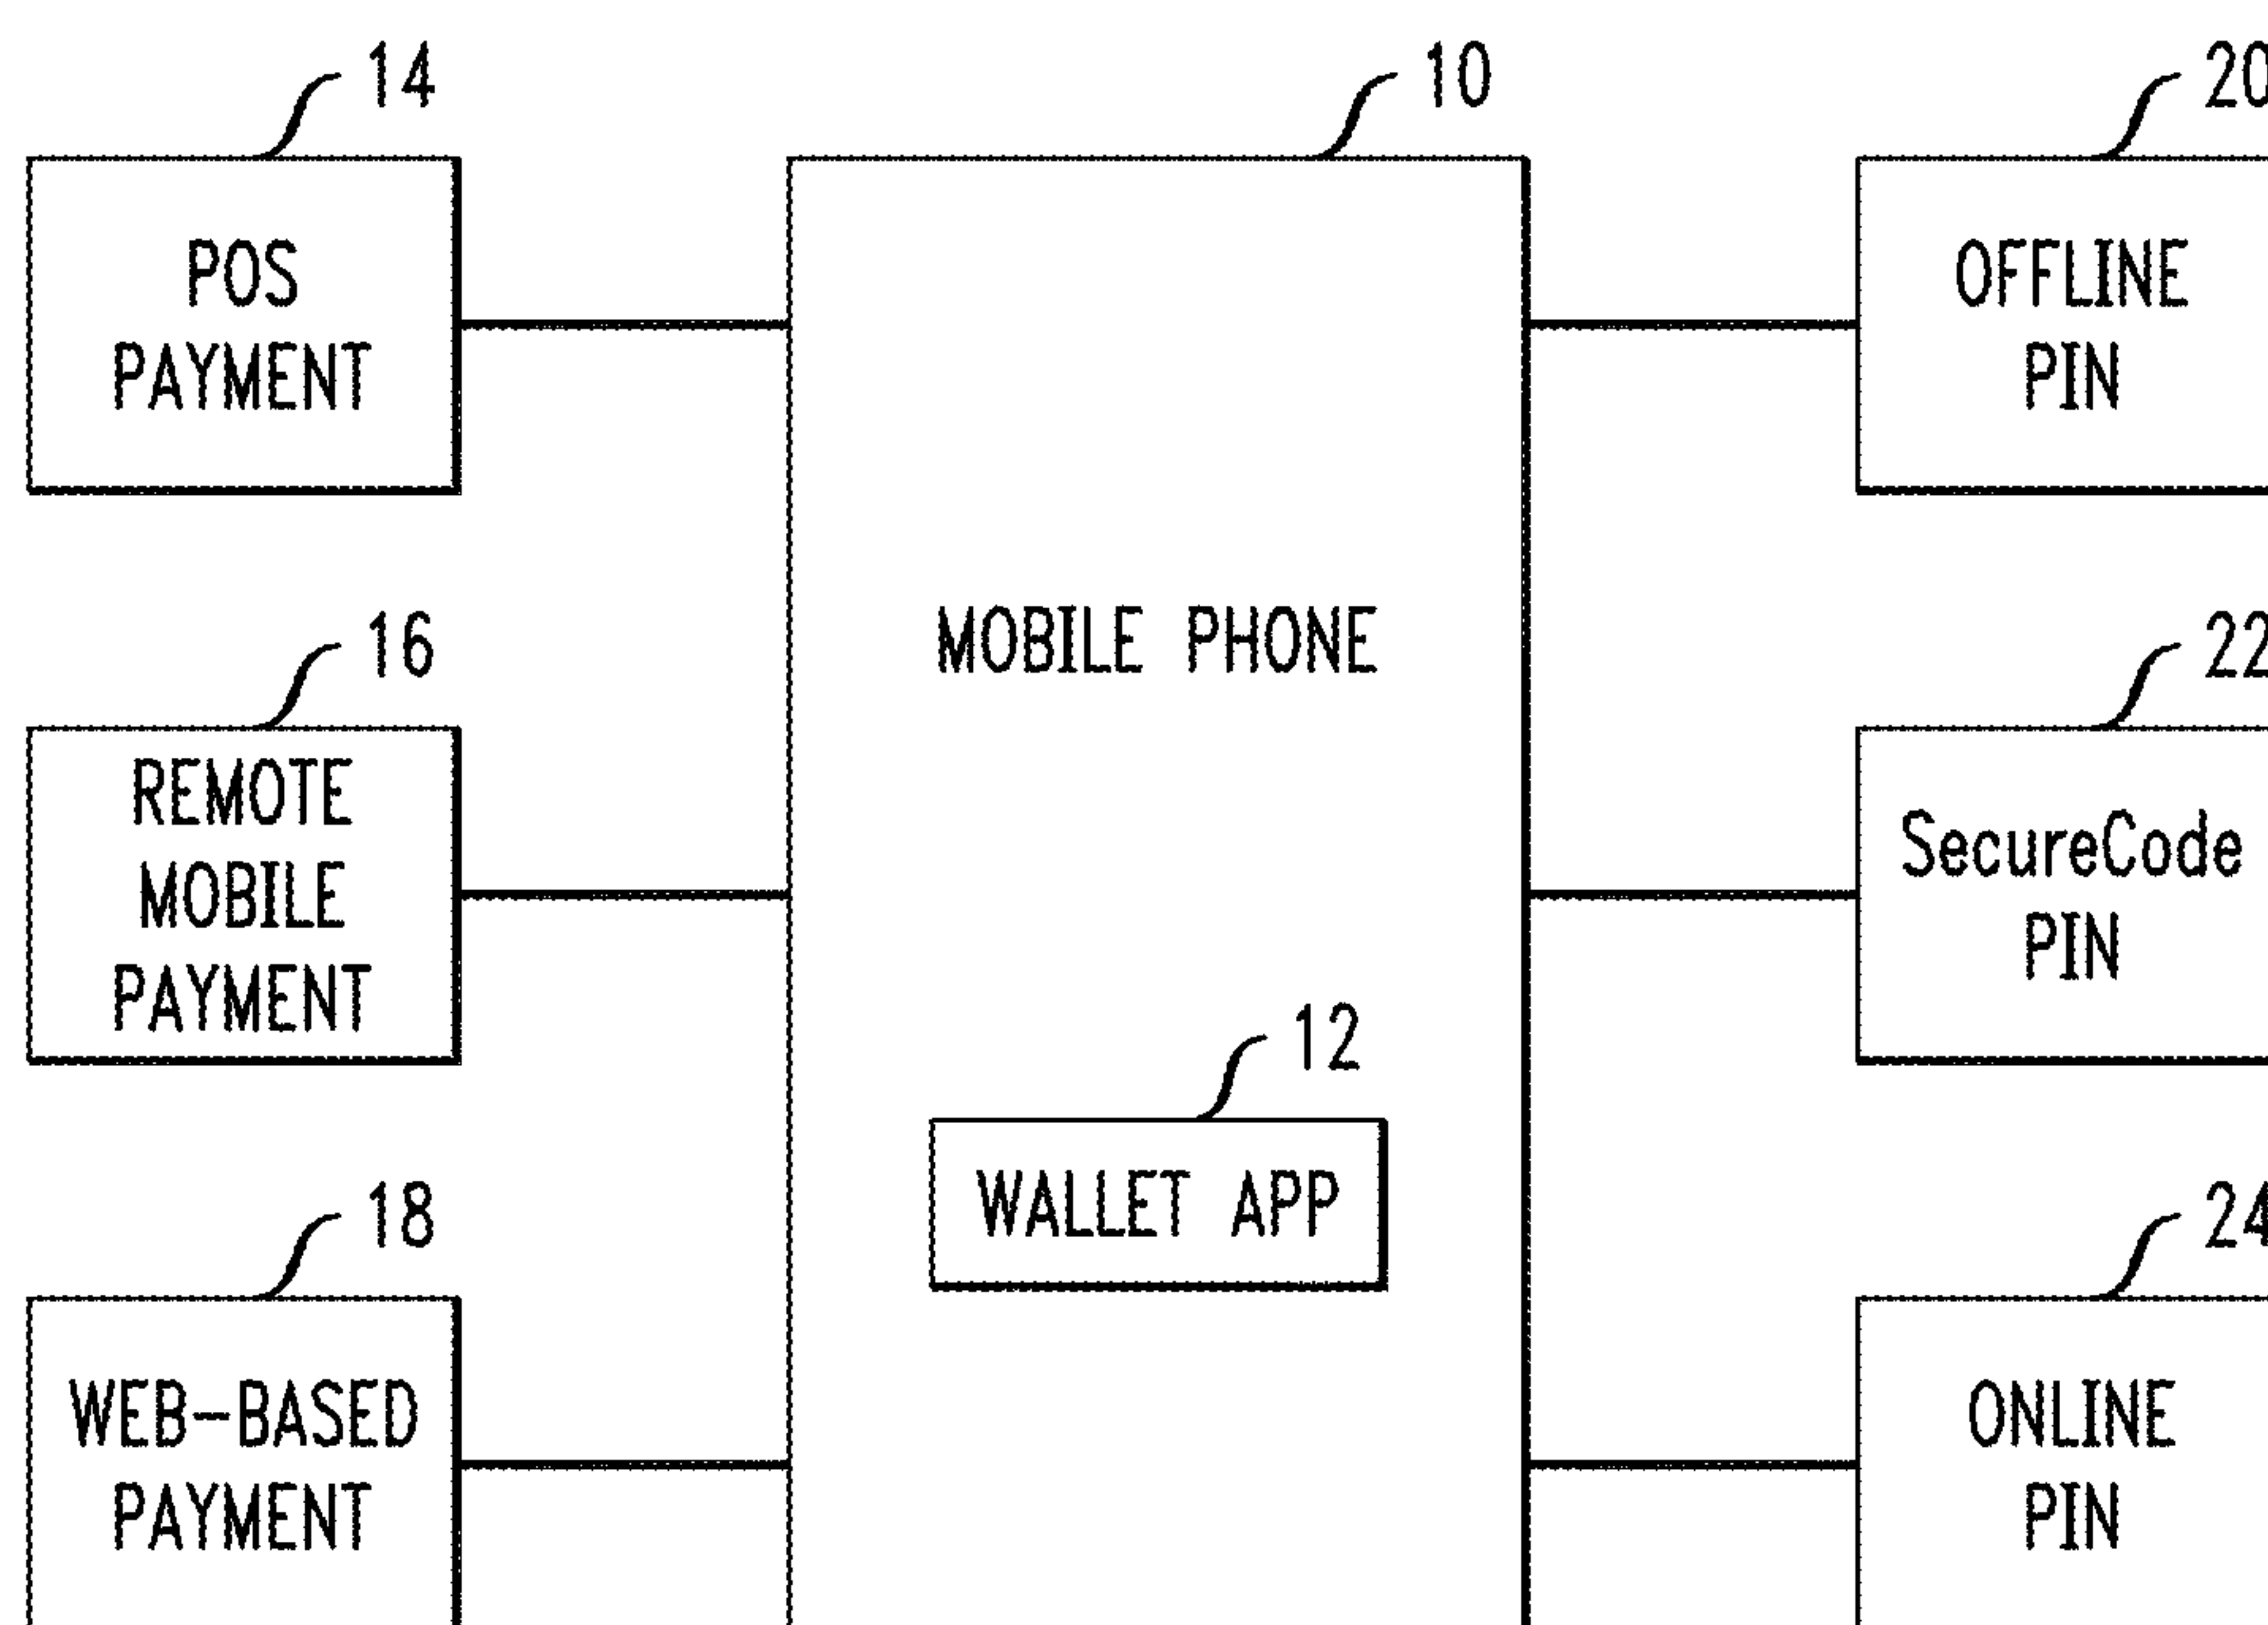 14
10
20
POS
PAYMENT
OFFLINE
PIN
16
22
MOBILE PHONE
REMOTE
MOBILE
PAYMENT
SecureCode
PIN
12
WALLET APP
18
24
WEB-BASED
PAYMENT
ONLINE
PIN